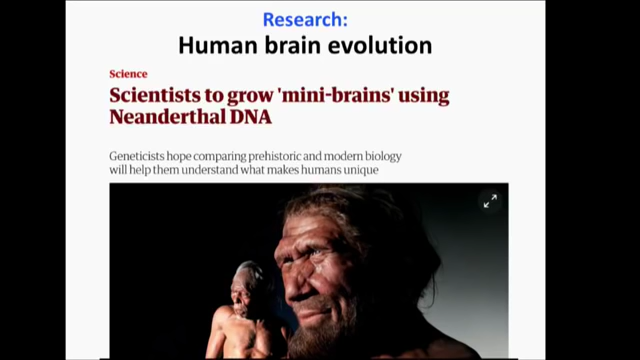 Research:
Human brain evolution
Science
Scientists to grow 'mini-brains' using
Neanderthal DNA
Geneticists hope comparing prehistoric and modern biology
will help them understand what makes humans unique